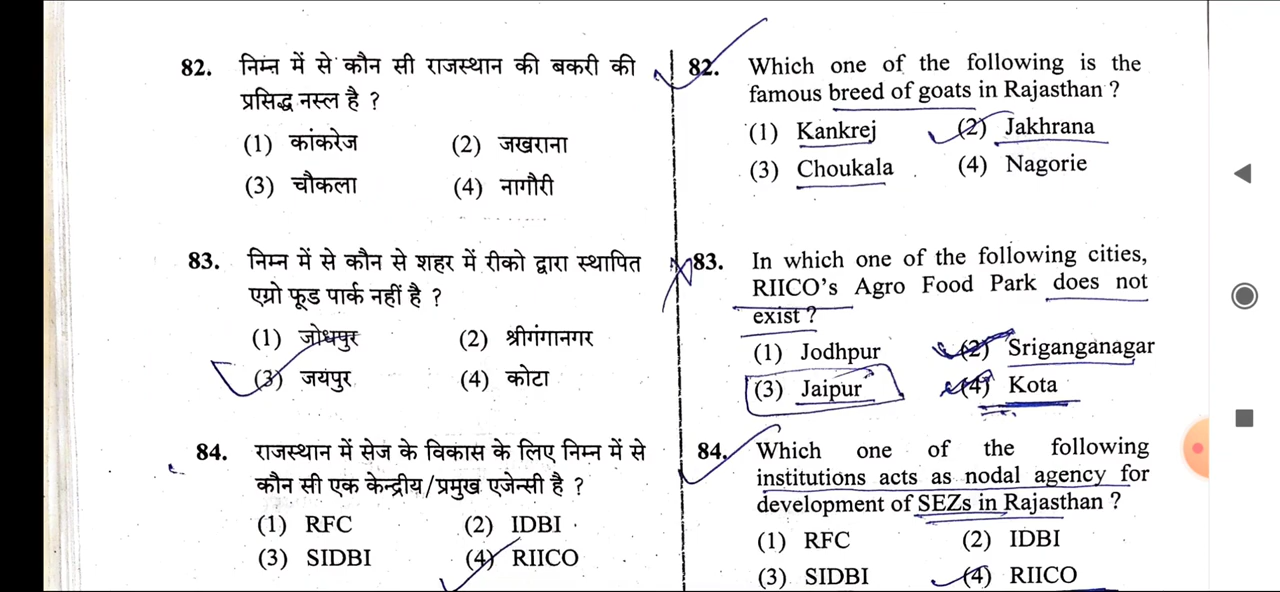 82. निम्न में से कौन सी राजस्थान की बकरी की
प्रसिद्ध नस्ल है ?
(1) कांकरेज (2) जखराना
(3) चौकला (4) नागौरी
83. निम्न में से कौन से शहर में रीको द्वारा स्थापित
एग्रो फूड पार्क नहीं है ?
(1) जोधपुर (2) श्रीगंगानगर
(3) जयपुर (4) कोटा
84. राजस्थान में सेज के विकास के लिए निम्न में से
कौन सी एक केन्द्रीय/प्रमुख एजेन्सी है ?
(1) RFC (2) IDBI
(3) SIDBI (4) RIICO
82. Which one of the following is the
famous breed of goats in Rajasthan ?
(1) Kankrej (2) Jakhrana
(3) Choukala (4) Nagorie
83. In which one of the following cities,
RIICO's Agro Food Park does not
exist ?
(1) Jodhpur (2) Sriganganagar
(3) Jaipur (4) Kota
84. Which one of the following
institutions acts as nodal agency for
development of SEZs in Rajasthan ?
(1) RFC (2) IDBI
(3) SIDBI (4) RIICO